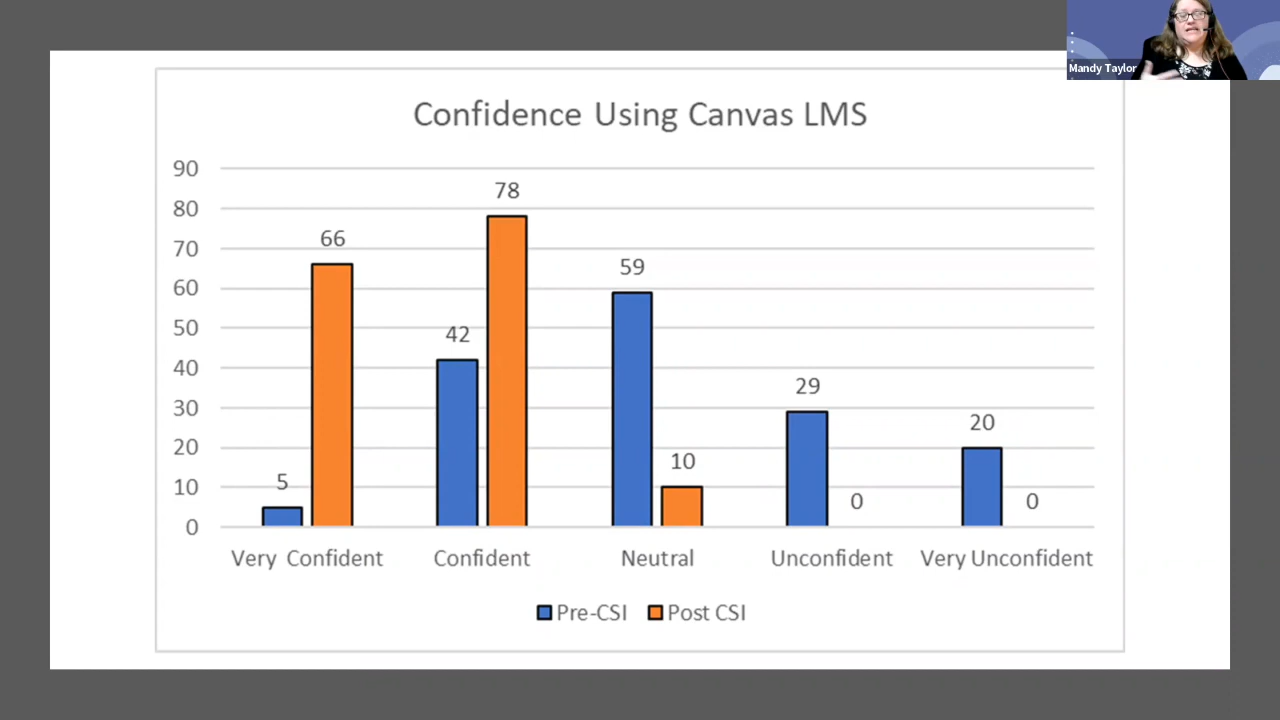 Mandy Taylor
Confidence Using Canvas LMS
90
80
70
60
50
40
30
20
10
0
5
66
42
78
59
10
29
0
20
0
Very Confident
Confident
Neutral
Unconfident
Very Unconfident
Pre-CSI
Post CSI